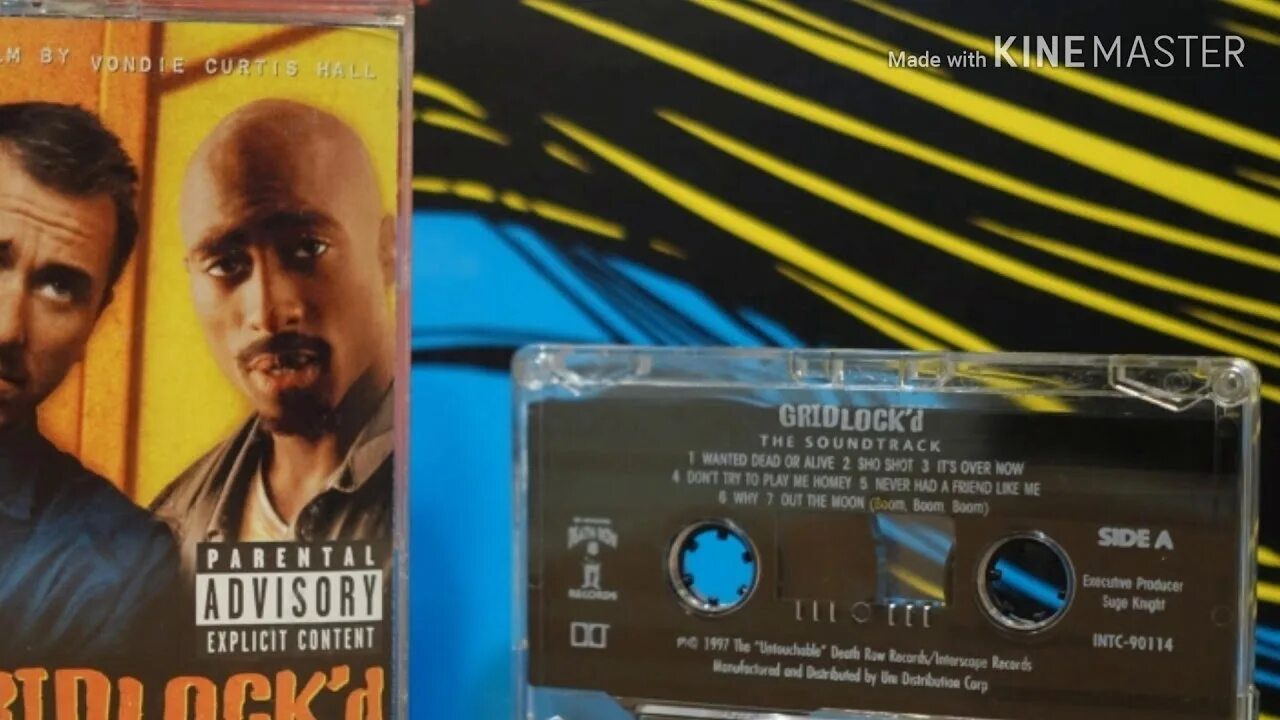 LM BY VONDIE CURTIS HALL
PARENTAL
ADVISORY
EXPLICIT CONTENT
RIDLOCK'd
Made with KINEMASTER
GRIDLOCK'd
THE SOUNDTRACK
1 WANTED DEAD OR ALIVE 2 SHO SHOT 3 IT'S OVER NOW
4 DON'T TRY TO PLAY ME HOMEY 5 NEVER HAD A FRIEND LIKE ME
6 WHY 7 OUT THE MOON (Boom, Boom, Boom)
SIDE A
DEATH ROW
RECORDS
Executive Producer
Suge Knight
INTC-90114
℗© 1997 The "Untouchable" Death Row Records/Interscope Records
Manufactured and Distributed by Uni Distribution Corp